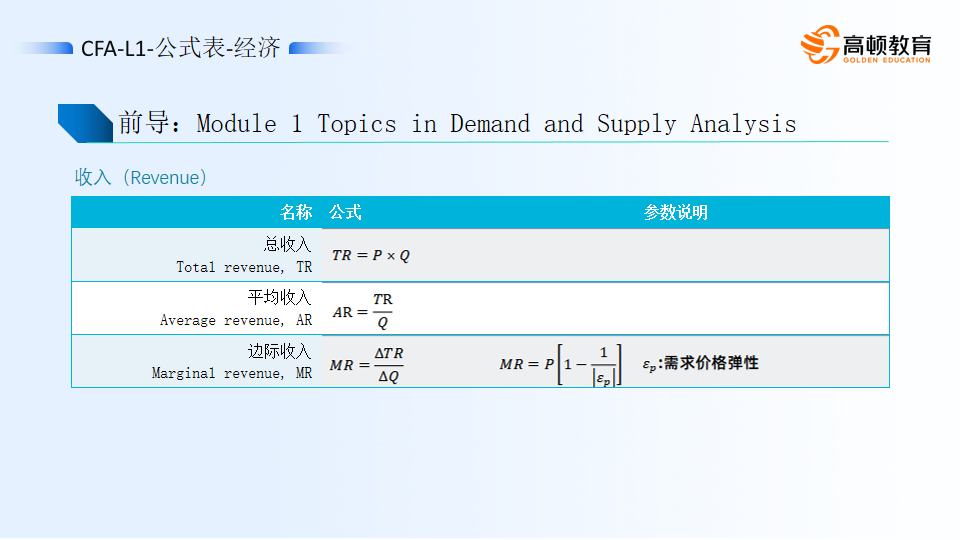 CFA-L1-公式表-经济
高顿教育
GOLDEN EDUCATION
前导：Module 1 Topics in Demand and Supply Analysis
收入（Revenue）
名称 公式 参数说明
总收入
Total revenue, TR
TR = P × Q
平均收入
Average revenue, AR
AR = TR/Q
边际收入
Marginal revenue, MR
MR = ΔTR/ΔQ MR = P[1 − 1/|εp|] εp:需求价格弹性